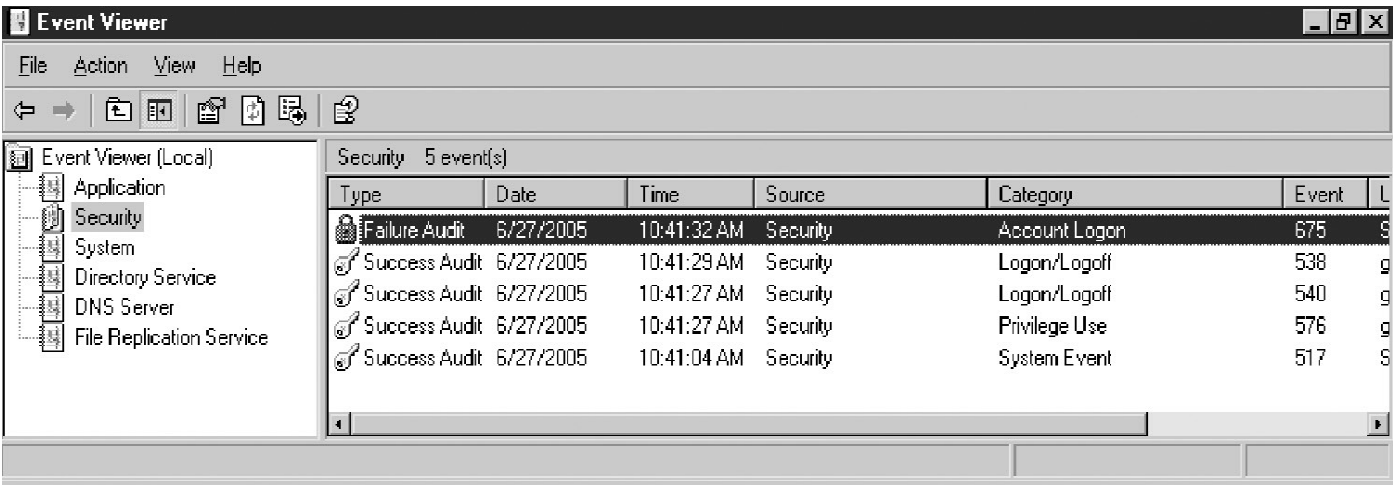 Event Viewer
File Action View Help
Event Viewer (Local)
Application
Security
System
Directory Service
DNS Server
File Replication Service
Security 5 event(s)
Type Date Time Source Category Event
Failure Audit 6/27/2005 10:41:32 AM Security Account Logon 675 S
Success Audit 6/27/2005 10:41:29 AM Security Logon/Logoff 538
Success Audit 6/27/2005 10:41:27 AM Security Logon/Logoff 540
Success Audit 6/27/2005 10:41:27 AM Security Privilege Use 576
Success Audit 6/27/2005 10:41:04 AM Security System Event 517 S